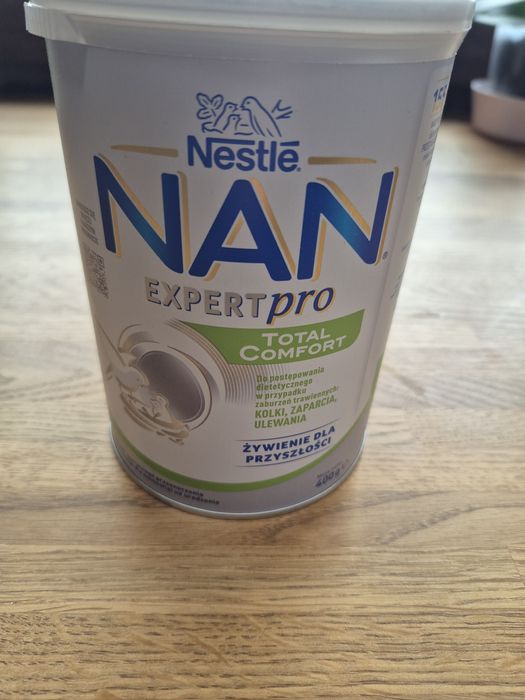 Nestlé
NAN
EXPERTpro
TOTAL
COMFORT
Do postępowania
dietetycznego
w przypadku
zaburzeń trawiennych:
KOLKI, ZAPARCIA,
ULEWANIA
ŻYWIENIE DLA
PRZYSZŁOŚCI
400g